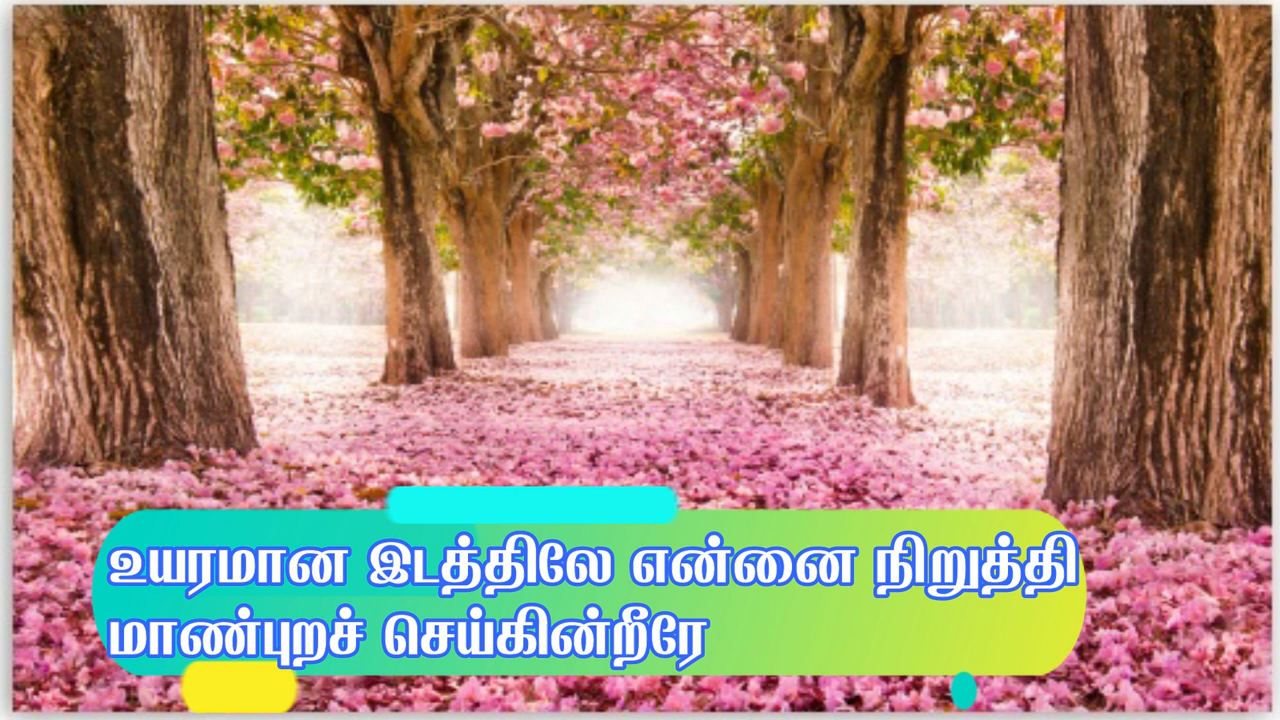 உயரமான இடத்திலே என்னை நிறுத்தி
மாண்புறச் செய்கின்றீரே